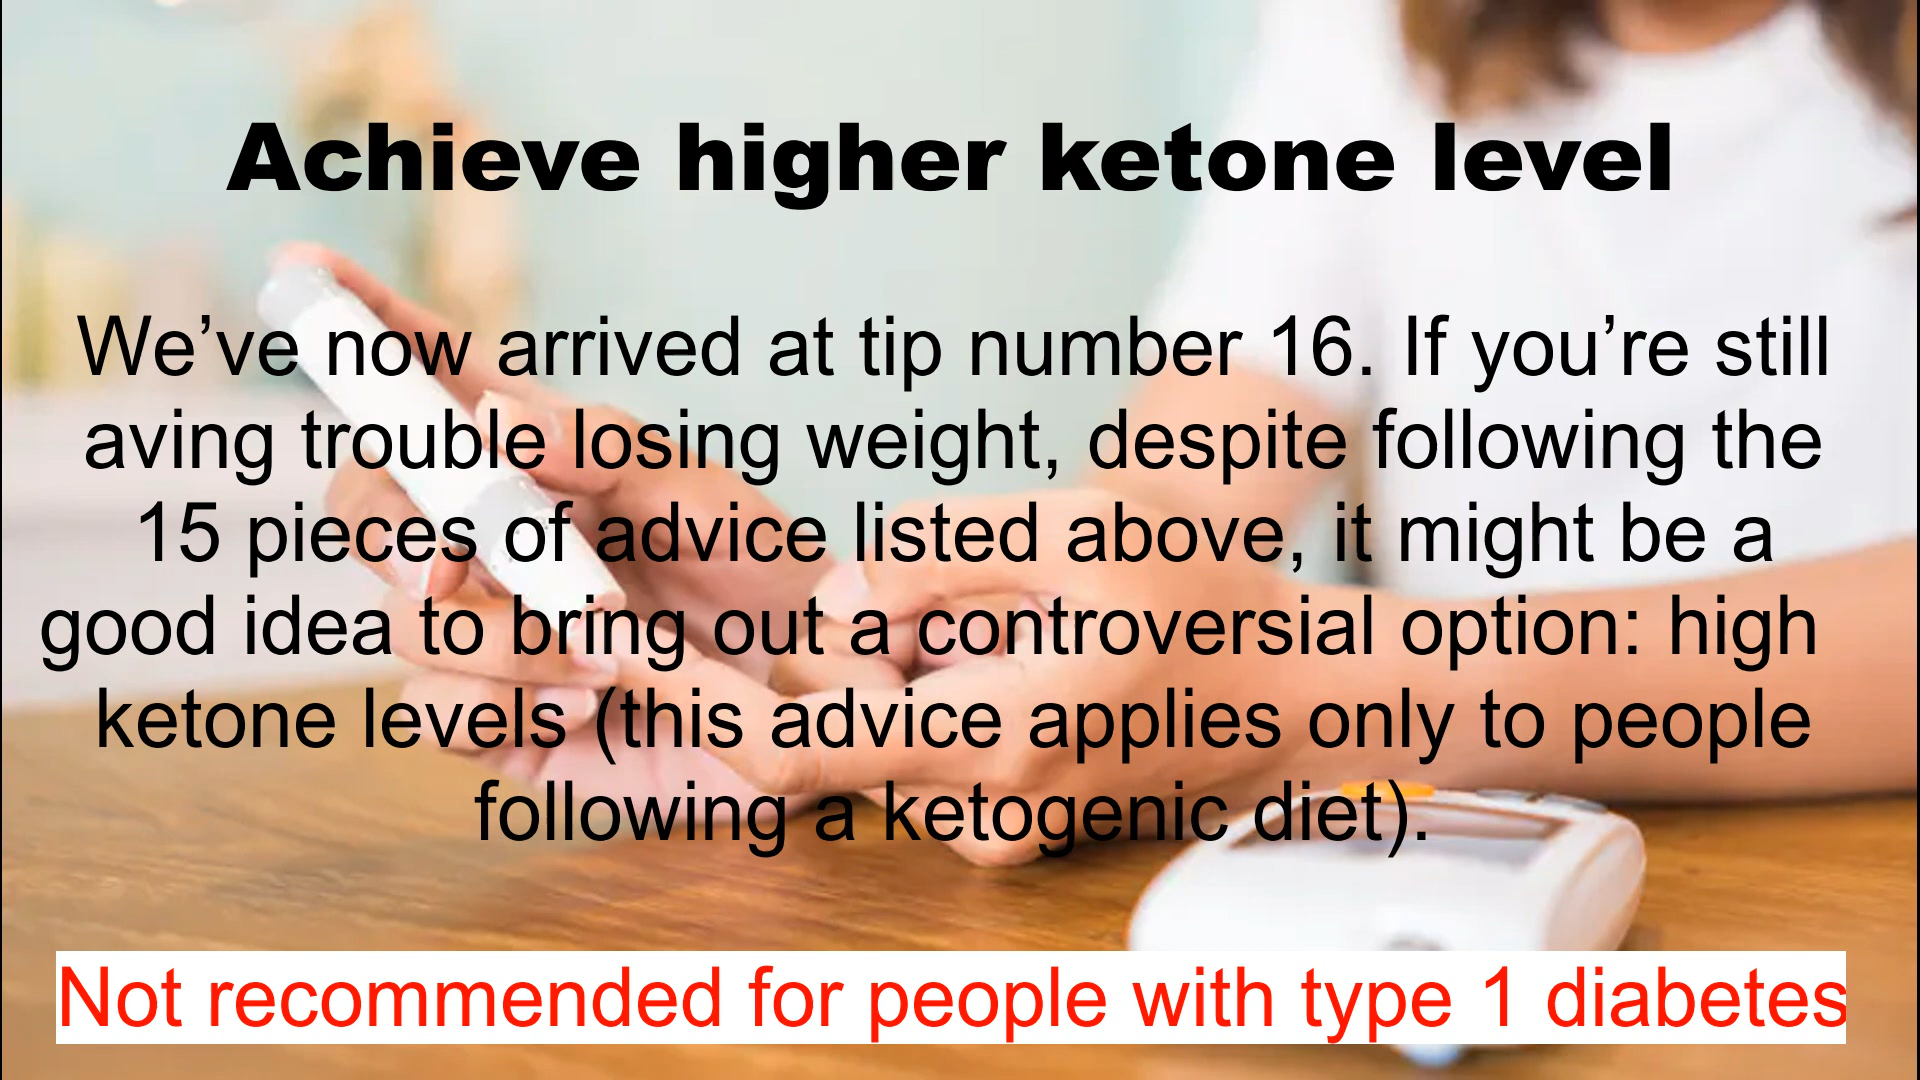 Achieve higher ketone level
We’ve now arrived at tip number 16. If you’re still
aving trouble losing weight, despite following the
15 pieces of advice listed above, it might be a
good idea to bring out a controversial option: high
ketone levels (this advice applies only to people
following a ketogenic diet).
Not recommended for people with type 1 diabetes